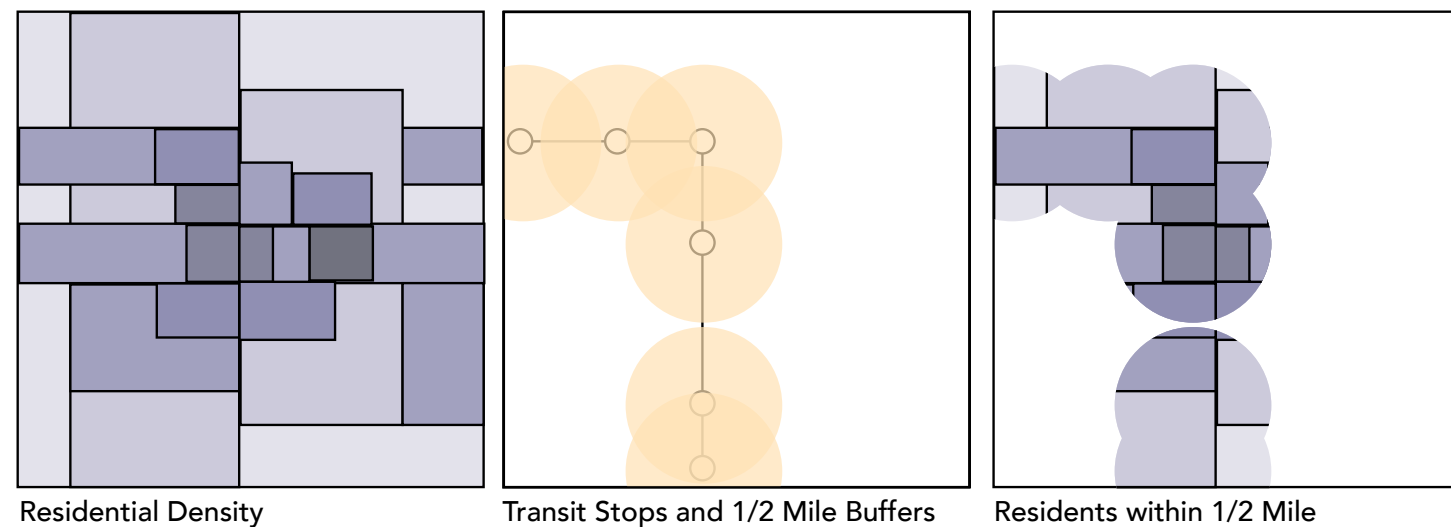 Residential Density
Transit Stops and 1/2 Mile Buffers
Residents within 1/2 Mile